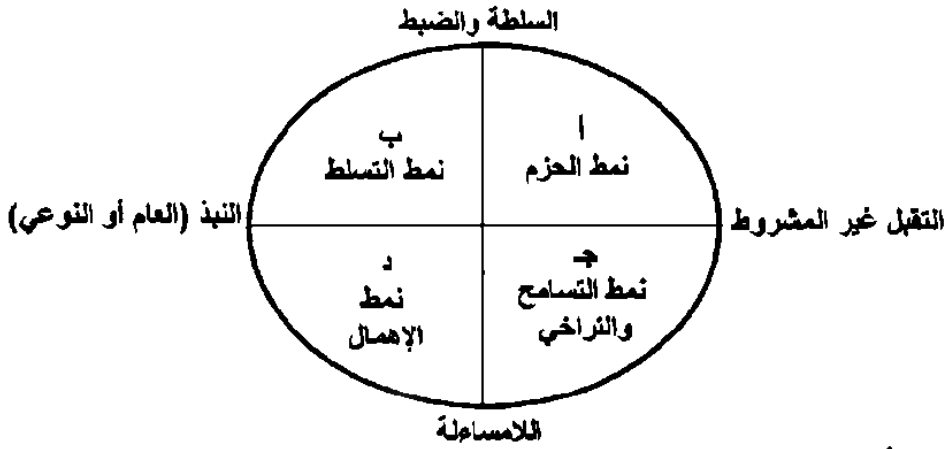 السلطة والضبط
أ
نمط الحزم
ب
نمط التسلط
التقبل غير المشروط
النبذ (العام أو النوعي)
جـ
نمط التسامح
والتراخي
د
نمط
الإهمال
اللامساءلة